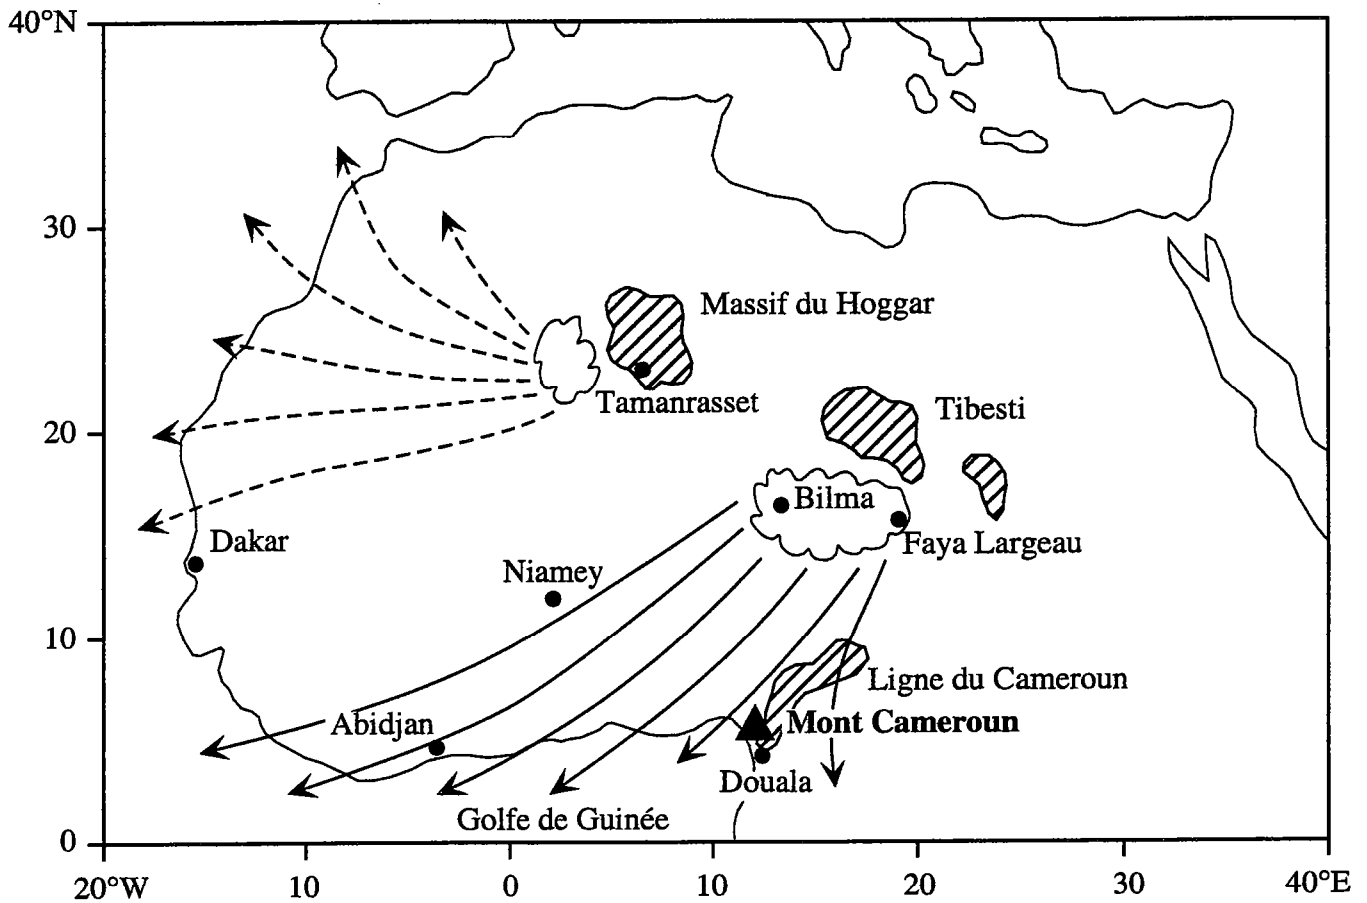 40°N
30
Massif du Hoggar
Tamanrasset
Tibesti
20
Bilma
Dakar
Faya Largeau
Niamey
10
Ligne du Cameroun
Abidjan
Mont Cameroun
Douala
Golfe de Guinée
0
20°W 10 0 10 20 30 40°E